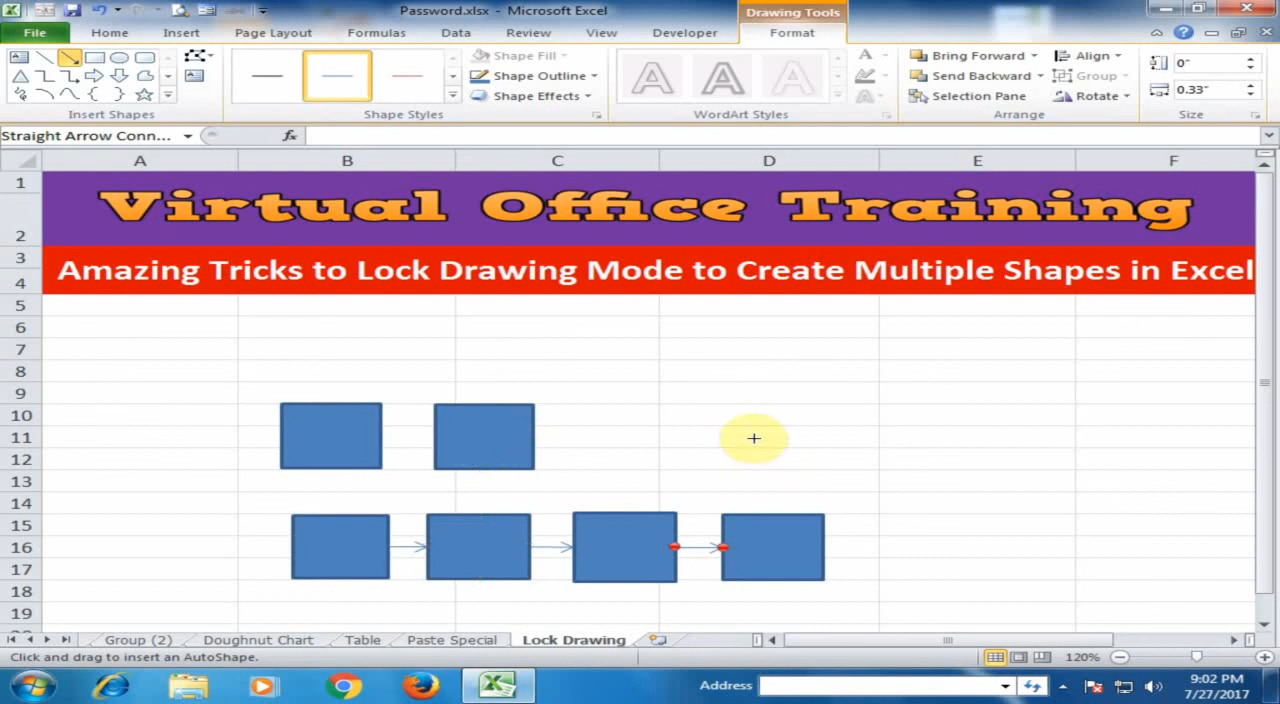 Password.xlsx - Microsoft Excel
Drawing Tools
File Home Insert Page Layout Formulas Data Review View Developer Format
Shape Fill
Shape Outline
Shape Effects
Bring Forward
Send Backward
Selection Pane
Align
Group
Rotate
0"
0.33"
Insert Shapes Shape Styles WordArt Styles Arrange Size
Straight Arrow Conn... fx
A B C D E F
1
2
Virtual Office Training
3
4
Amazing Tricks to Lock Drawing Mode to Create Multiple Shapes in Excel
5
6
7
8
9
10
11
12
13
14
15
16
17
18
19
Group (2) Doughnut Chart Table Paste Special Lock Drawing
Click and drag to insert an AutoShape. 120%
Address
9:02 PM
7/27/2017